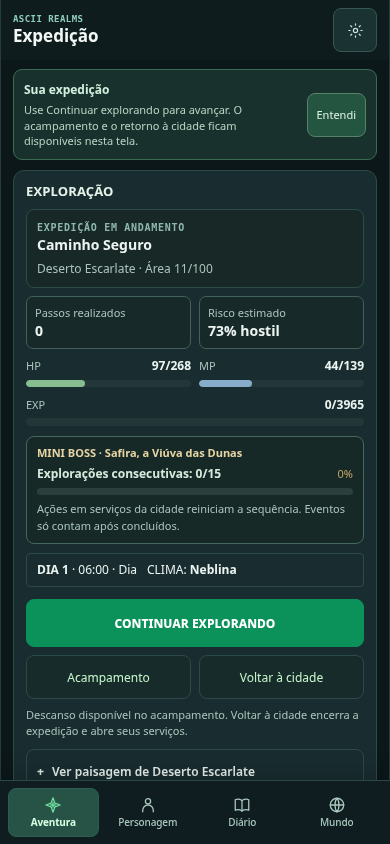 ASCII REALMS
Expedição
Sua expedição
Use Continuar explorando para avançar. O
acampamento e o retorno à cidade ficam
disponíveis nesta tela.
Entendi
EXPLORAÇÃO
EXPEDIÇÃO EM ANDAMENTO
Caminho Seguro
Deserto Escarlate · Área 11/100
Passos realizados
0
Risco estimado
73% hostil
HP 97/268 MP 44/139
EXP 0/3965
MINI BOSS · Safira, a Viúva das Dunas
Explorações consecutivas: 0/15 0%
Ações em serviços da cidade reiniciam a sequência. Eventos
só contam após concluídos.
DIA 1 · 06:00 · Dia CLIMA: Neblina
CONTINUAR EXPLORANDO
Acampamento Voltar à cidade
Descanso disponível no acampamento. Voltar à cidade encerra a
expedição e abre seus serviços.
+ Ver paisagem de Deserto Escarlate
Aventura Personagem Diário Mundo